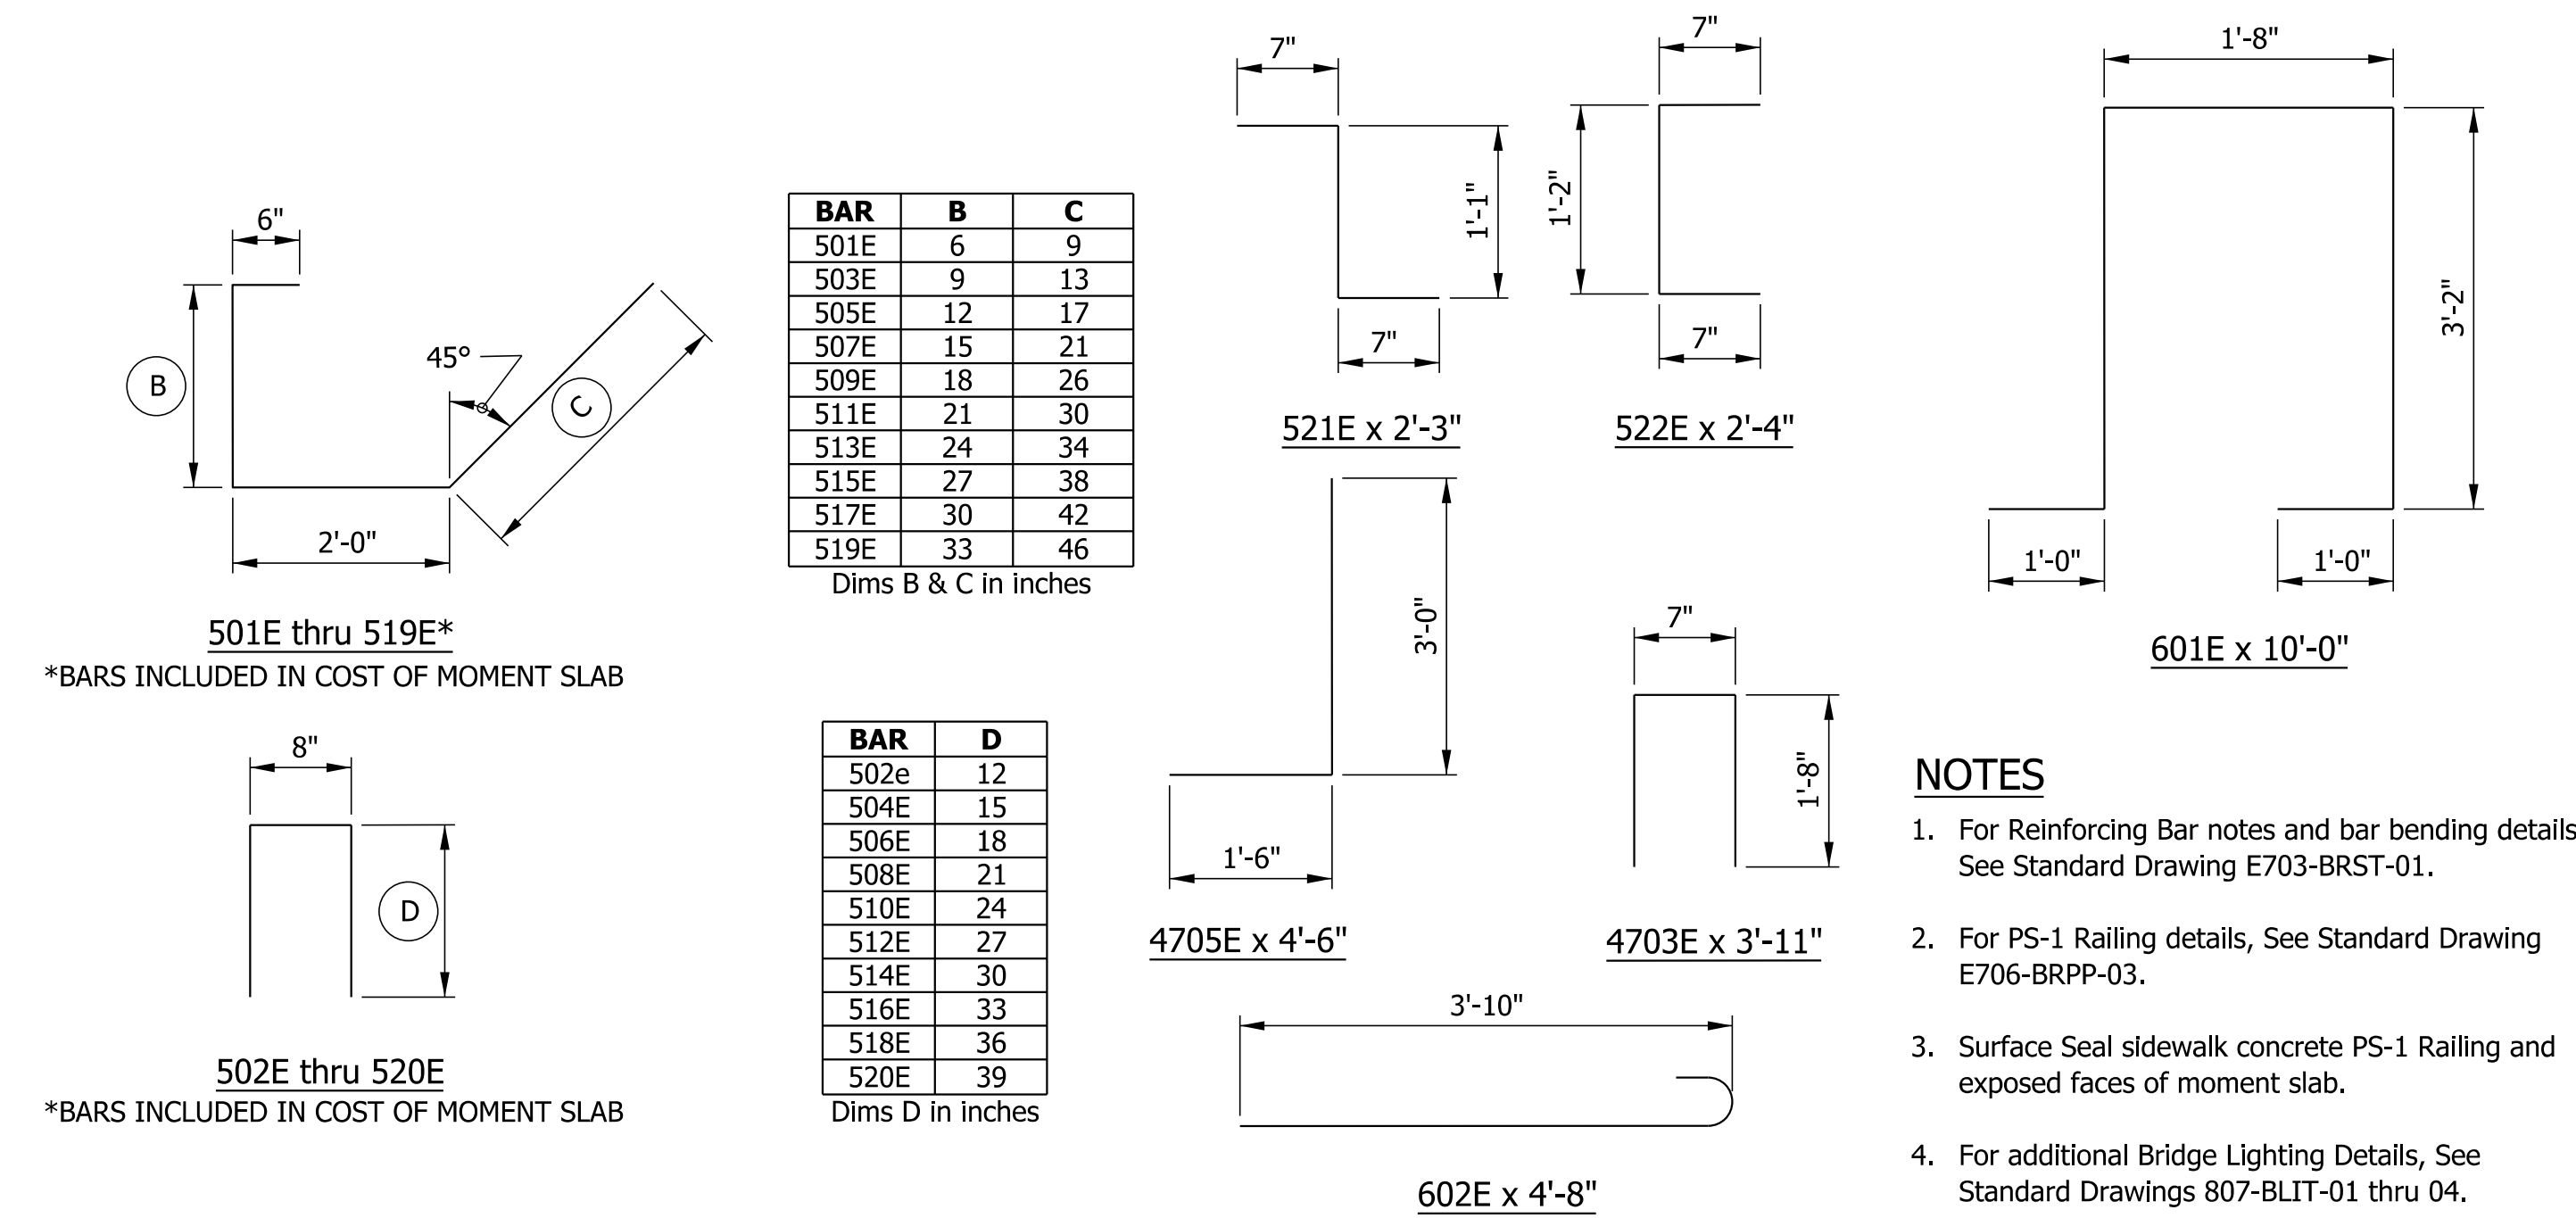 6"
B
45°
C
2'-0"
501E thru 519E*
*BARS INCLUDED IN COST OF MOMENT SLAB
8"
D
502E thru 520E
*BARS INCLUDED IN COST OF MOMENT SLAB
BAR B C
501E 6 9
503E 9 13
505E 12 17
507E 15 21
509E 18 26
511E 21 30
513E 24 34
515E 27 38
517E 30 42
519E 33 46
Dims B & C in inches
BAR D
502e 12
504E 15
506E 18
508E 21
510E 24
512E 27
514E 30
516E 33
518E 36
520E 39
Dims D in inches
7"
1'-1"
7"
521E x 2'-3"
7"
1'-2"
7"
522E x 2'-4"
3'-0"
1'-6"
4705E x 4'-6"
7"
1'-8"
4703E x 3'-11"
3'-10"
602E x 4'-8"
1'-8"
3'-2"
1'-0"
1'-0"
601E x 10'-0"
NOTES
1. For Reinforcing Bar notes and bar bending details
See Standard Drawing E703-BRST-01.
2. For PS-1 Railing details, See Standard Drawing
E706-BRPP-03.
3. Surface Seal sidewalk concrete PS-1 Railing and
exposed faces of moment slab.
4. For additional Bridge Lighting Details, See
Standard Drawings 807-BLIT-01 thru 04.